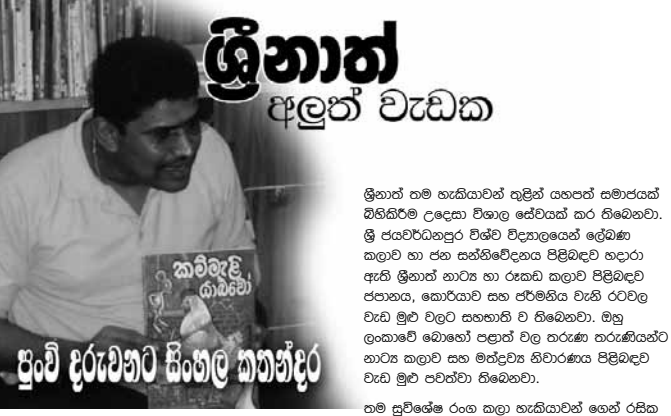 ශ්‍රීනාත්
අලුත් වැඩක
කම්මැලි
යාබවෝ
පුංචි දරුවනට සිංහල කතන්දර
ශ්‍රීනාත් තම හැකියාවන් තුළින් යහපත් සමාජයක්
බිහිකිරීම උදෙසා විශාල සේවයක් කර තිබෙනවා.
ශ්‍රී ජයවර්ධනපුර විශ්ව විද්‍යාලයෙන් ලේඛණ
කලාව හා ජන සන්නිවේදනය පිළිබඳව හදාරා
ඇති ශ්‍රීනාත් නාට්‍ය හා රූකඩ කලාව පිළිබඳව
ජපානය, කොරියාව සහ ජර්මනිය වැනි රටවල
වැඩ මුළු වලට සහභාගි ව තිබෙනවා. ඔහු
ලංකාවේ බොහෝ පළාත් වල තරුණ තරුණියන්ට
නාට්‍ය කලාව සහ මත්ද්‍රව්‍ය නිවාරණය පිළිබඳව
වැඩ මුළු පවත්වා තිබෙනවා.
තම සුවිශේෂ රංග කලා හැකියාවන් ගෙන් රසික